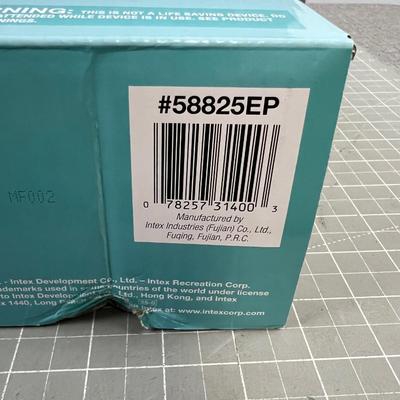 NING: THIS IS NOT A LIFE SAVING DEVICE. DO
ATTENDED WHILE DEVICE IS IN USE. SEE PRODUCT
NINGS.
#58825EP
0 78257 31400 3
Manufactured by
Intex Industries (Fujian) Co., Ltd.,
Fuqing, Fujian, P.R.C.
MF002
. - Intex Development Co., Ltd. – Intex Recreation Corp.
ademarks used in some countries of the world under license
to Intex Development Co., Ltd., Hong Kong, and Intex
x 1440, Long
at: www.intexcorp.com